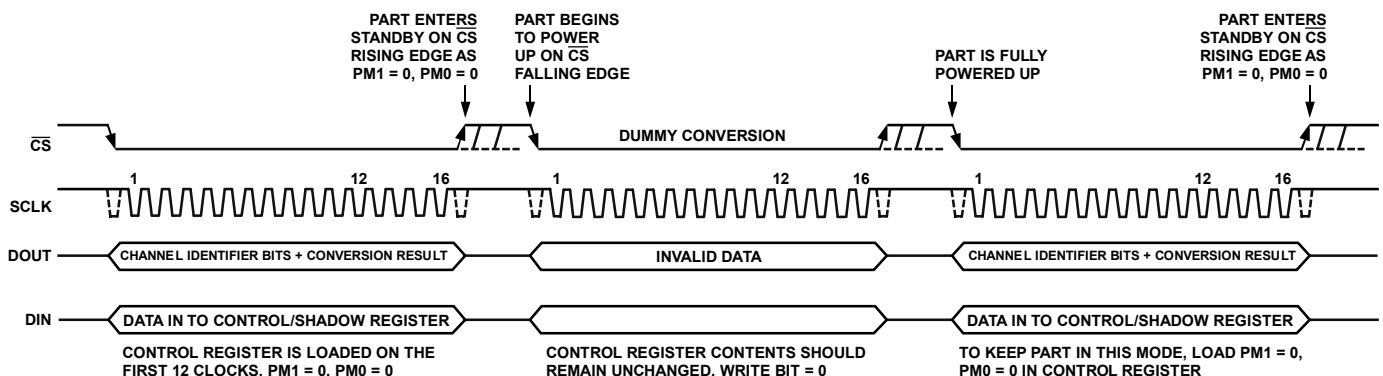 PART ENTERS
STANDBY ON CS
RISING EDGE AS
PM1 = 0, PM0 = 0
PART BEGINS
TO POWER
UP ON CS
FALLING EDGE
PART IS FULLY
POWERED UP
PART ENTERS
STANDBY ON CS
RISING EDGE AS
PM1 = 0, PM0 = 0
CS
DUMMY CONVERSION
SCLK
1 12 16 1 12 16 1 12 16
DOUT
CHANNEL IDENTIFIER BITS + CONVERSION RESULT
INVALID DATA
CHANNEL IDENTIFIER BITS + CONVERSION RESULT
DIN
DATA IN TO CONTROL/SHADOW REGISTER
DATA IN TO CONTROL/SHADOW REGISTER
CONTROL REGISTER IS LOADED ON THE
FIRST 12 CLOCKS, PM1 = 0, PM0 = 0
CONTROL REGISTER CONTENTS SHOULD
REMAIN UNCHANGED, WRITE BIT = 0
TO KEEP PART IN THIS MODE, LOAD PM1 = 0,
PM0 = 0 IN CONTROL REGISTER